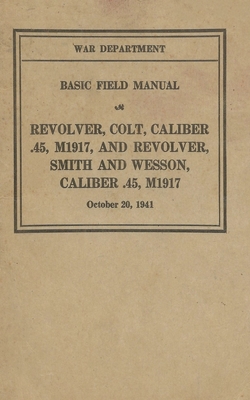 WAR DEPARTMENT
BASIC FIELD MANUAL
REVOLVER, COLT, CALIBER
.45, M1917, AND REVOLVER,
SMITH AND WESSON,
CALIBER .45, M1917
October 20, 1941